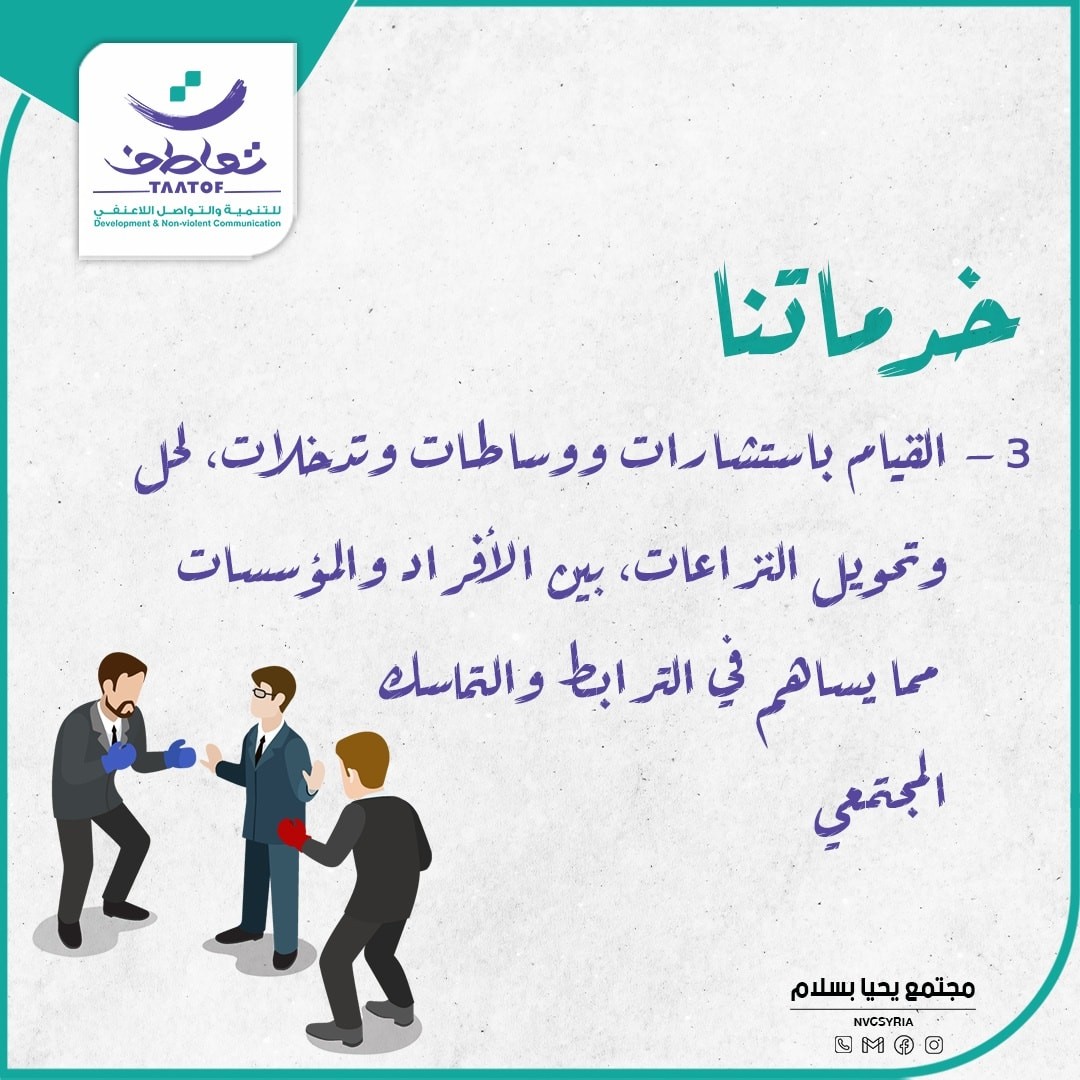 تعاطف
TAATOF
للتنمية والتواصل اللاعنفي
Development & Non-violent Communication
خدماتنا
3 - القيام باستشارات ووساطات وتدخلات، لحل
وتحويل النزاعات، بين الأفراد والمؤسسات
مما يساهم في الترابط والتماسك
المجتمعي
مجتمع يحيا بسلام
NVCSYRIA